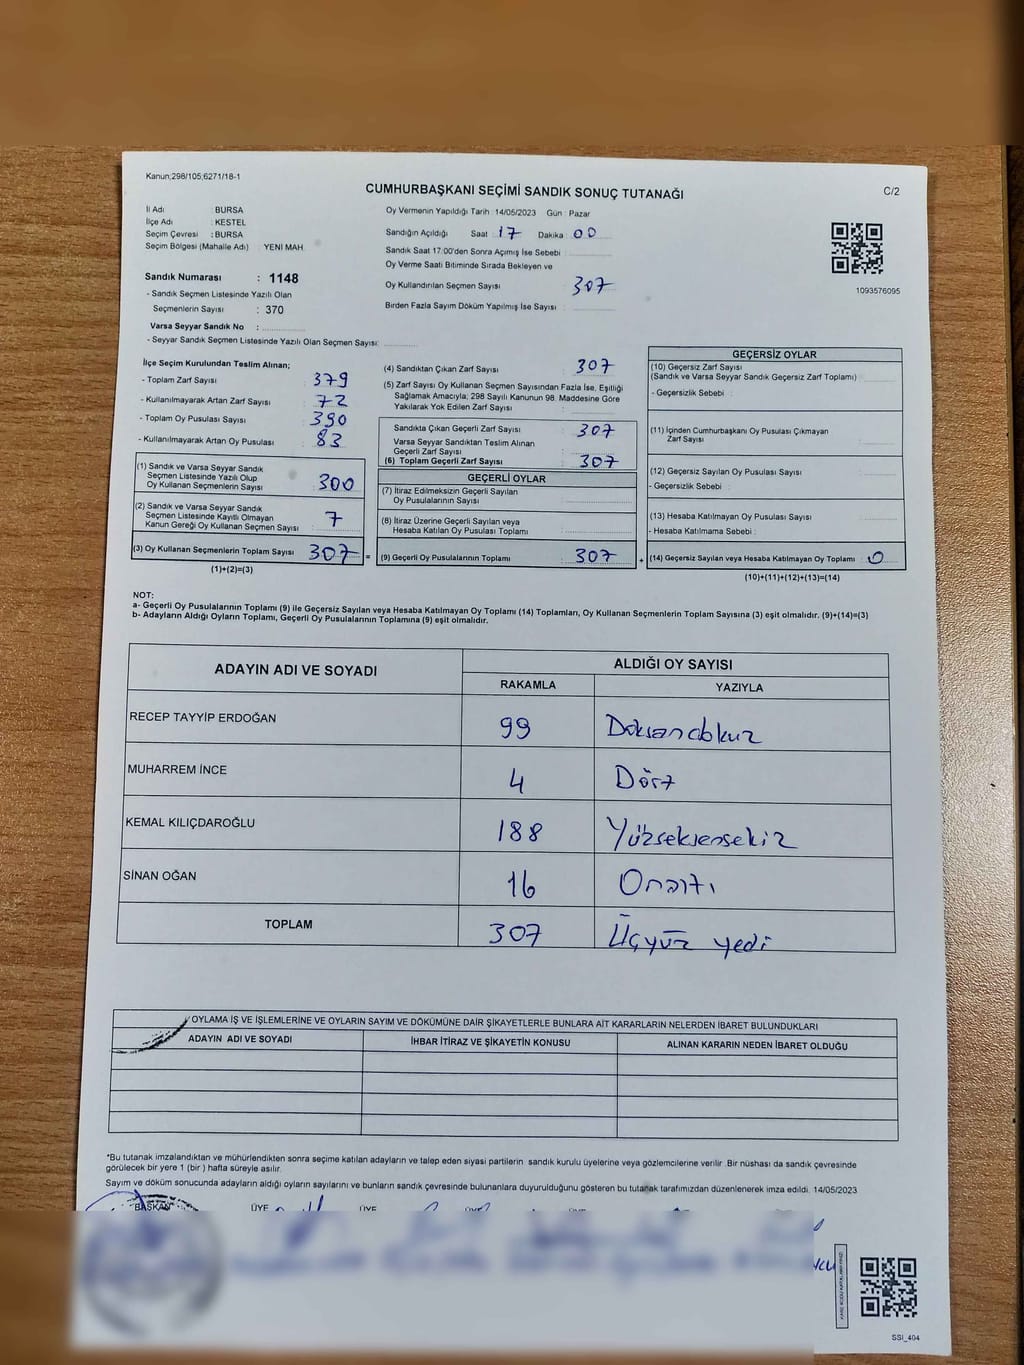 Kanun;298/105,6271/18-1
CUMHURBAŞKANI SEÇİMİ SANDIK SONUÇ TUTANAĞI
C/2
İl Adı : BURSA
İlçe Adı : KESTEL
Seçim Çevresi : BURSA
Seçim Bölgesi (Mahalle Adı) : YENİ MAH
Sandık Numarası : 1148
- Sandık Seçmen Listesinde Yazılı Olan
Seçmenlerin Sayısı : 370
Varsa Seyyar Sandık No :
- Seyyar Sandık Seçmen Listesinde Yazılı Olan Seçmen Sayısı:
Oy Vermenin Yapıldığı Tarih :14/05/2023 Gün : Pazar
Sandığın Açıldığı Saat 17 Dakika 00
Sandık Saat 17:00'den Sonra Açımış İse Sebebi :
Oy Verme Saati Bitiminde Sırada Bekleyen ve
Oy Kullandırılan Seçmen Sayısı : 307
Birden Fazla Sayım Döküm Yapılmış İse Sayısı :
1093576095
İlçe Seçim Kurulundan Teslim Alınan;
- Toplam Zarf Sayısı : 379
- Kullanılmayarak Artan Zarf Sayısı : 72
- Toplam Oy Pusulası Sayısı : 390
- Kullanılmayarak Artan Oy Pusulası : 83
(1) Sandık ve Varsa Seyyar Sandık
Seçmen Listesinde Yazılı Olup
Oy Kullanan Seçmenlerin Sayısı : 300
(2) Sandık ve Varsa Seyyar Sandık
Seçmen Listesinde Kayıtlı Olmayan
Kanun Gereği Oy Kullanan Seçmen Sayısı : 7
(3) Oy Kullanan Seçmenlerin Toplam Sayısı : 307
(1)+(2)=(3)
(4) Sandıktan Çıkan Zarf Sayısı : 307
(5) Zarf Sayısı Oy Kullanan Seçmen Sayısından Fazla İse, Eşitliği
Sağlamak Amacıyla; 298 Sayılı Kanunun 98. Maddesine Göre
Yakılarak Yok Edilen Zarf Sayısı :
Sandıkta Çıkan Geçerli Zarf Sayısı : 307
Varsa Seyyar Sandıktan Teslim Alınan
Geçerli Zarf Sayısı :
(6) Toplam Geçerli Zarf Sayısı : 307
GEÇERLİ OYLAR
(7) İtiraz Edilmeksizin Geçerli Sayılan
Oy Pusulalarının Sayısı :
(8) İtiraz Üzerine Geçerli Sayılan veya
Hesaba Katılan Oy Pusulaları Toplamı :
= (9) Geçerli Oy Pusulalarının Toplamı : 307
GEÇERSİZ OYLAR
(10) Geçersiz Zarf Sayısı
(Sandık ve Varsa Seyyar Sandık Geçersiz Zarf Toplamı) :
- Geçersizlik Sebebi :
(11) İçinden Cumhurbaşkanı Oy Pusulası Çıkmayan
Zarf Sayısı :
(12) Geçersiz Sayılan Oy Pusulası Sayısı :
- Geçersizlik Sebebi :
(13) Hesaba Katılmayan Oy Pusulası Sayısı :
- Hesaba Katılmama Sebebi :
+ (14) Geçersiz Sayılan veya Hesaba Katılmayan Oy Toplamı : 0
(10)+(11)+(12)+(13)=(14)
NOT:
a- Geçerli Oy Pusulalarının Toplamı (9) ile Geçersiz Sayılan veya Hesaba Katılmayan Oy Toplamı (14) Toplamları, Oy Kullanan Seçmenlerin Toplam Sayısına (3) eşit olmalıdır. (9)+(14)=(3)
b- Adayların Aldığı Oyların Toplamı, Geçerli Oy Pusulalarının Toplamına (9) eşit olmalıdır.
ADAYIN ADI VE SOYADI ALDIĞI OY SAYISI
RAKAMLA YAZIYLA
RECEP TAYYİP ERDOĞAN 99 Doksandokuz
MUHARREM İNCE 4 Dört
KEMAL KILIÇDAROĞLU 188 Yüzseksensekiz
SİNAN OĞAN 16 Onaltı
TOPLAM 307 Üçyüz yedi
OYLAMA İŞ VE İŞLEMLERİNE VE OYLARIN SAYIM VE DÖKÜMÜNE DAİR ŞİKAYETLERLE BUNLARA AİT KARARLARIN NELERDEN İBARET BULUNDUKLARI
ADAYIN ADI VE SOYADI İHBAR İTİRAZ VE ŞİKAYETİN KONUSU ALINAN KARARIN NEDEN İBARET OLDUĞU
*Bu tutanak imzalandıktan ve mühürlendikten sonra seçime katılan adayların ve talep eden siyasi partilerin sandık kurulu üyelerine veya gözlemcilerine verilir .Bir nüshası da sandık çevresinde
görülecek bir yere 1 (bir ) hafta süreyle asılır.
Sayım ve döküm sonucunda adayların aldığı oyların sayılarını ve bunların sandık çevresinde bulunanlara duyurulduğunu gösteren bu tutanak tarafımızdan düzenlenerek imza edildi. 14/05/2023
BAŞKAN ÜYE ÜYE ÜYE
SSİ_404